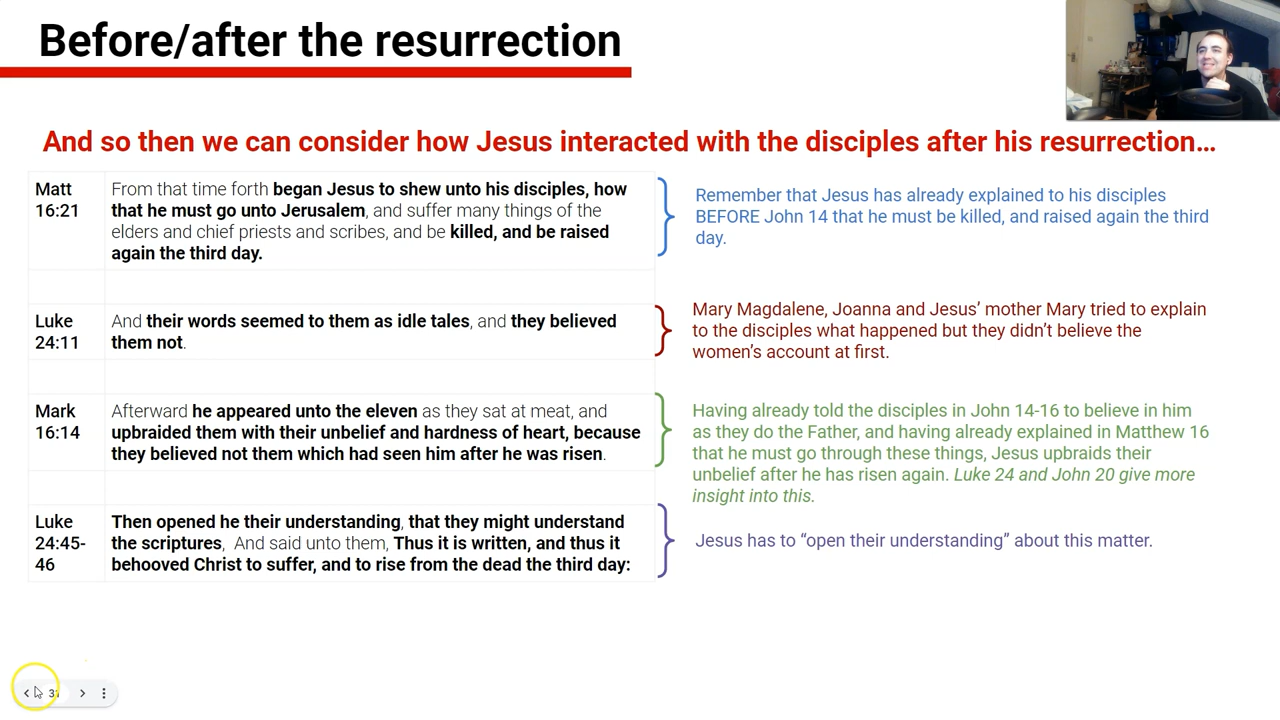 Before/after the resurrection
And so then we can consider how Jesus interacted with the disciples after his resurrection…
Matt
16:21
From that time forth began Jesus to shew unto his disciples, how
that he must go unto Jerusalem, and suffer many things of the
elders and chief priests and scribes, and be killed, and be raised
again the third day.
Remember that Jesus has already explained to his disciples
BEFORE John 14 that he must be killed, and raised again the third
day.
Luke
24:11
And their words seemed to them as idle tales, and they believed
them not.
Mary Magdalene, Joanna and Jesus’ mother Mary tried to explain
to the disciples what happened but they didn’t believe the
women’s account at first.
Mark
16:14
Afterward he appeared unto the eleven as they sat at meat, and
upbraided them with their unbelief and hardness of heart, because
they believed not them which had seen him after he was risen.
Having already told the disciples in John 14-16 to believe in him
as they do the Father, and having already explained in Matthew 16
that he must go through these things, Jesus upbraids their
unbelief after he has risen again. Luke 24 and John 20 give more
insight into this.
Luke
24:45-
46
Then opened he their understanding, that they might understand
the scriptures, And said unto them, Thus it is written, and thus it
behooved Christ to suffer, and to rise from the dead the third day:
Jesus has to “open their understanding” about this matter.